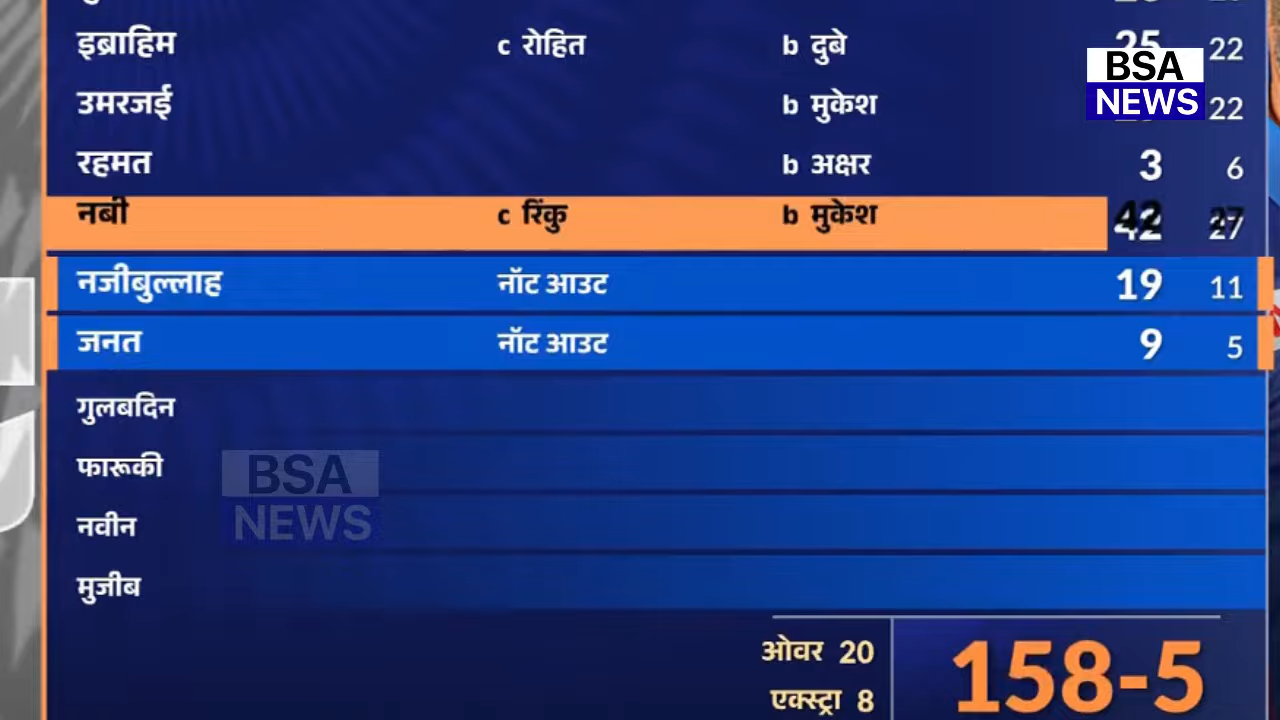 इब्राहिम c रोहित b दुबे 25 22
उमरजई b मुकेश 22
रहमत b अक्षर 3 6
नबी c रिंकु b मुकेश 42 27
नजीबुल्लाह नॉट आउट 19 11
जनत नॉट आउट 9 5
गुलबदिन
फारूकी
नवीन
मुजीब
ओवर 20
एक्स्ट्रा 8
158-5
BSA
NEWS
BSA
NEWS